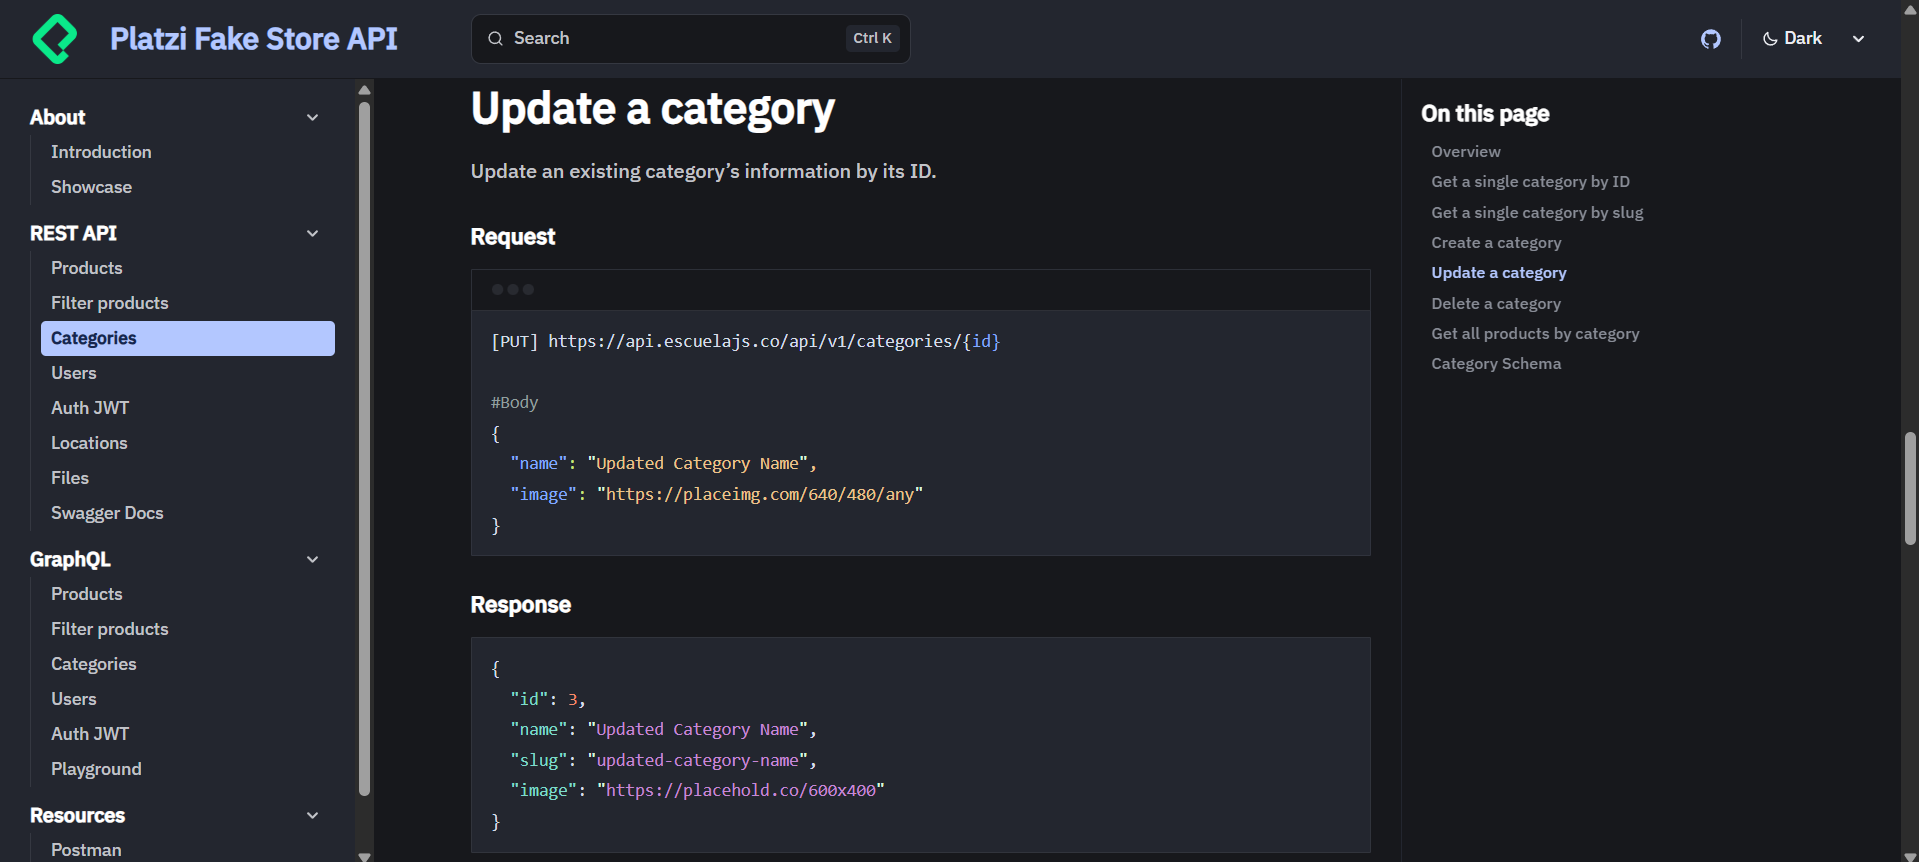 Platzi Fake Store API
Search
Ctrl K
Dark
About
Introduction
Showcase
REST API
Products
Filter products
Categories
Users
Auth JWT
Locations
Files
Swagger Docs
GraphQL
Products
Filter products
Categories
Users
Auth JWT
Playground
Resources
Postman
Update a category
Update an existing category’s information by its ID.
Request
[PUT] https://api.escuelajs.co/api/v1/categories/{id}
#Body
{
  "name": "Updated Category Name",
  "image": "https://placeimg.com/640/480/any"
}
Response
{
  "id": 3,
  "name": "Updated Category Name",
  "slug": "updated-category-name",
  "image": "https://placehold.co/600x400"
}
On this page
Overview
Get a single category by ID
Get a single category by slug
Create a category
Update a category
Delete a category
Get all products by category
Category Schema